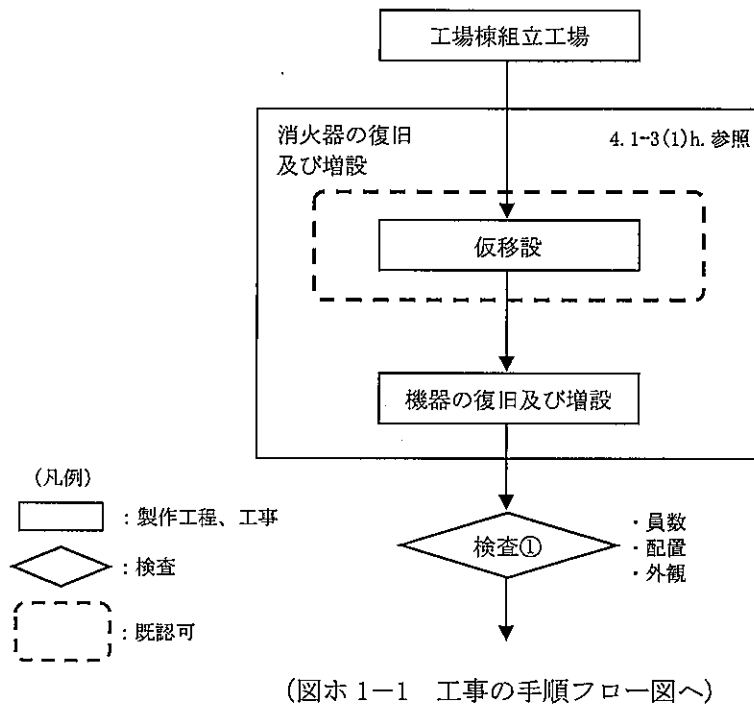 工場棟組立工場
消火器の復旧
及び増設
4.1-3(1)h.参照
仮移設
機器の復旧及び増設
検査①
・員数
・配置
・外観
(凡例)
：製作工程、工事
：検査
：既認可
(図ホ1-1 工事の手順フロー図へ)